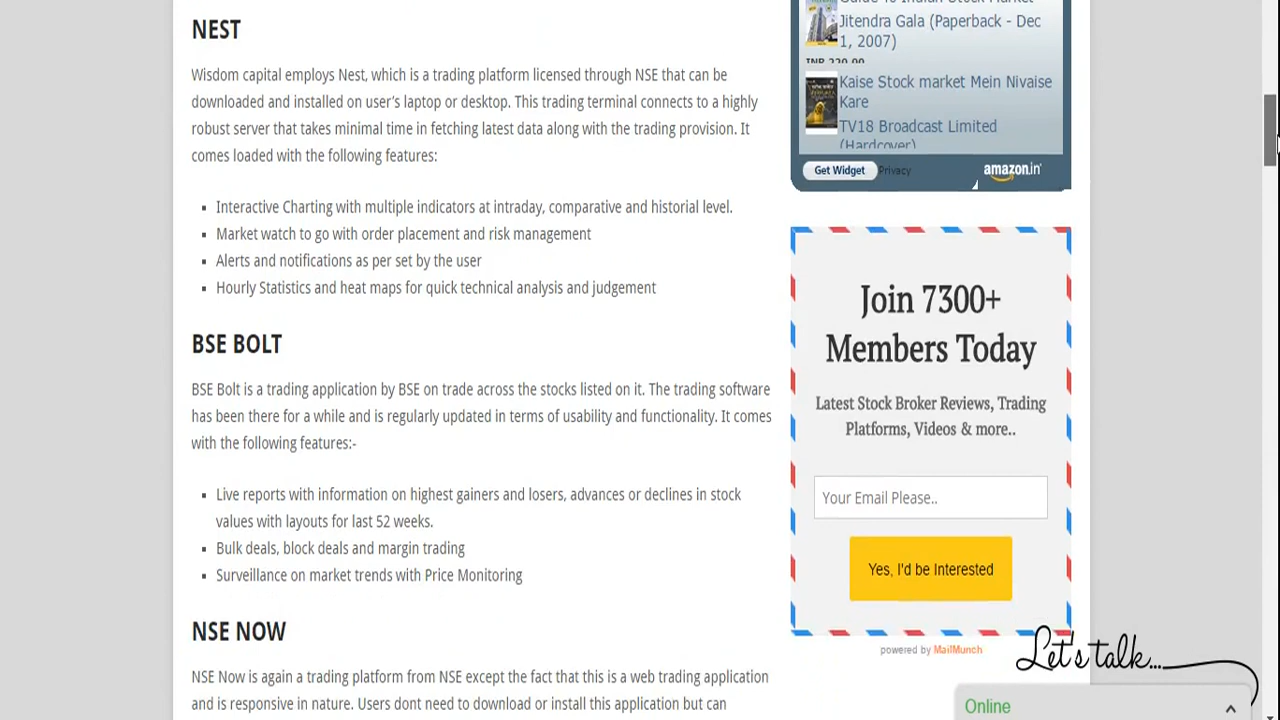 NEST
Wisdom capital employs Nest, which is a trading platform licensed through NSE that can be
downloaded and installed on user's laptop or desktop. This trading terminal connects to a highly
robust server that takes minimal time in fetching latest data along with the trading provision. It
comes loaded with the following features:
Interactive Charting with multiple indicators at intraday, comparative and historial level.
Market watch to go with order placement and risk management
Alerts and notifications as per set by the user
Hourly Statistics and heat maps for quick technical analysis and judgement
BSE BOLT
BSE Bolt is a trading application by BSE on trade across the stocks listed on it. The trading software
has been there for a while and is regularly updated in terms of usability and functionality. It comes
with the following features:-
Live reports with information on highest gainers and losers, advances or declines in stock
values with layouts for last 52 weeks.
Bulk deals, block deals and margin trading
Surveillance on market trends with Price Monitoring
NSE NOW
NSE Now is again a trading platform from NSE except the fact that this is a web trading application
and is responsive in nature. Users dont need to download or install this application but can
Guide To Indian Stock Market
Jitendra Gala (Paperback - Dec
1, 2007)
INR 220.00
Kaise Stock market Mein Nivaise
Kare
TV18 Broadcast Limited
(Hardcover)
Get Widget
Privacy
amazon.in
Join 7300+
Members Today
Latest Stock Broker Reviews, Trading
Platforms, Videos & more..
Your Email Please..
Yes, I'd be Interested
powered by MailMunch
Let's talk...
Online